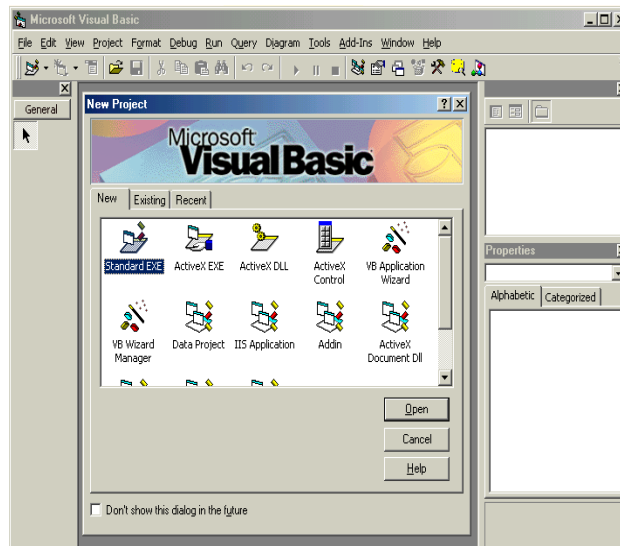 Microsoft Visual Basic
File Edit View Project Format Debug Run Query Diagram Tools Add-Ins Window Help
General
New Project
Microsoft
Visual Basic
New Existing Recent
Standard EXE ActiveX EXE ActiveX DLL ActiveX Control VB Application Wizard
VB Wizard Manager Data Project IIS Application Addin ActiveX Document Dll
Open
Cancel
Help
Don't show this dialog in the future
Properties
Alphabetic Categorized